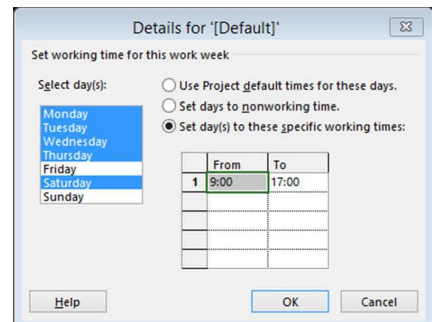 Details for '[Default]'
Set working time for this work week
Select day(s):
Monday
Tuesday
Wednesday
Thursday
Friday
Saturday
Sunday
Use Project default times for these days.
Set days to nonworking time.
Set day(s) to these specific working times:
From To
1 9:00 17:00
Help OK Cancel